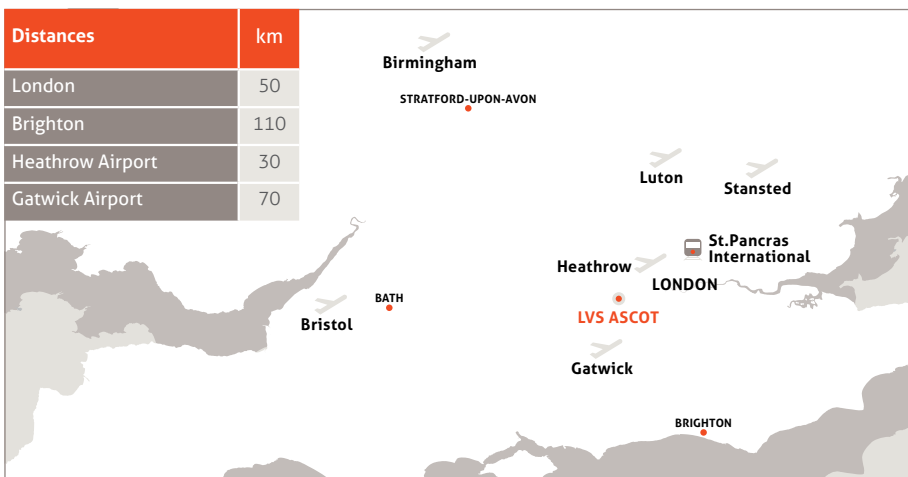 Distances km
London 50
Brighton 110
Heathrow Airport 30
Gatwick Airport 70
Birmingham
STRATFORD-UPON-AVON
Luton
Stansted
St.Pancras
International
Heathrow
LONDON
BATH
Bristol
LVS ASCOT
Gatwick
BRIGHTON